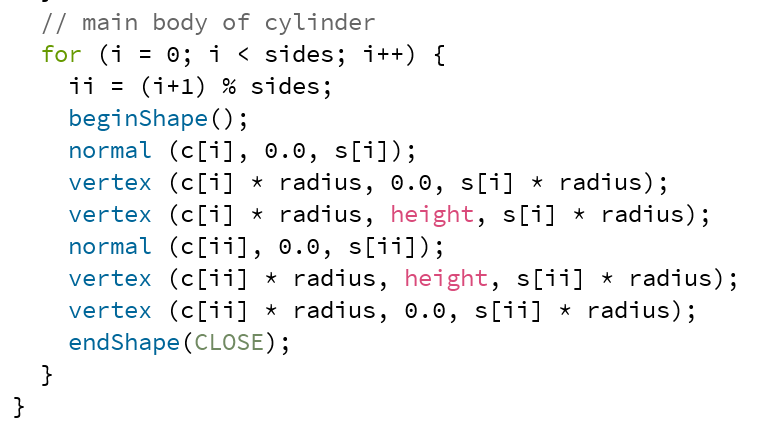 // main body of cylinder
for (i = 0; i < sides; i++) {
ii = (i+1) % sides;
beginShape();
normal (c[i], 0.0, s[i]);
vertex (c[i] * radius, 0.0, s[i] * radius);
vertex (c[i] * radius, height, s[i] * radius);
normal (c[ii], 0.0, s[ii]);
vertex (c[ii] * radius, height, s[ii] * radius);
vertex (c[ii] * radius, 0.0, s[ii] * radius);
endShape(CLOSE);
}
}